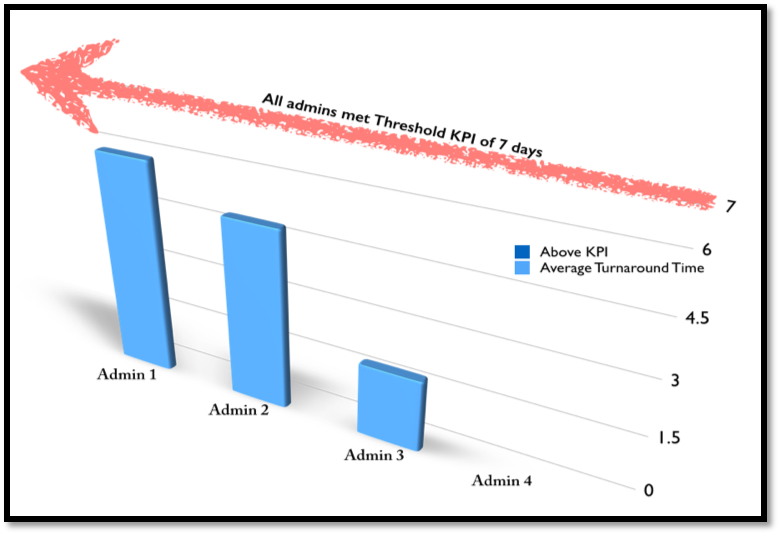 All admins met Threshold KPI of 7 days
7
6
Above KPI
Average Turnaround Time
4.5
3
1.5
0
Admin 1
Admin 2
Admin 3
Admin 4